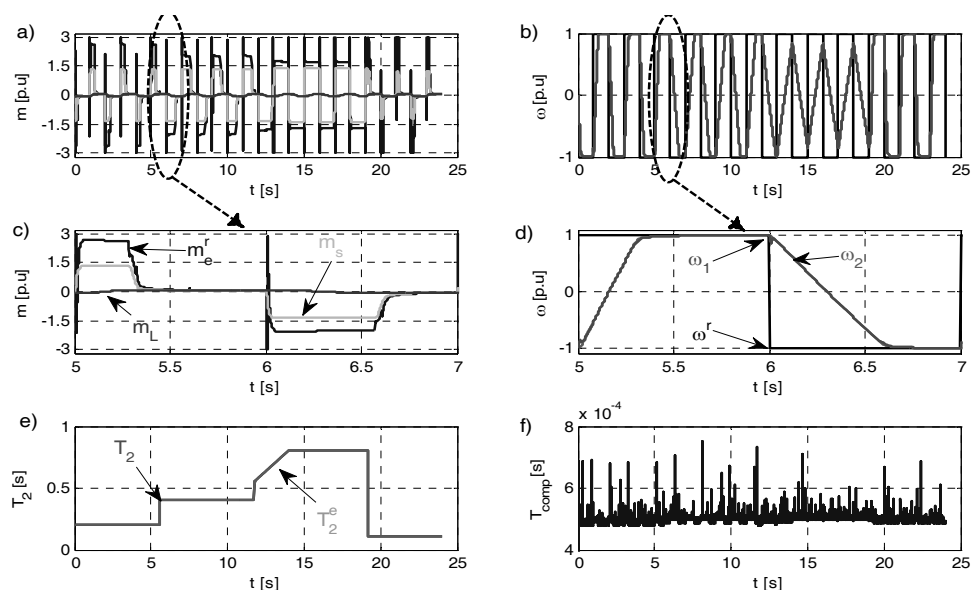 a)
m [p.u]
3
1.5
0
-1.5
-3
0 5 10 15 20 25
t [s]
b)
ω [p.u]
1
0
-1
0 5 10 15 20 25
t [s]
c)
m [p.u]
3
1.5
0
-1.5
-3
m_e^r
m_s
m_L
5 5.5 6 6.5 7
t [s]
d)
ω [p.u]
1
0
-1
ω_1
ω_2
ω^r
5 5.5 6 6.5 7
t [s]
e)
T_2 [s]
1
0.5
0
T_2
T_2^e
0 5 10 15 20 25
t [s]
f)
x 10^-4
T_comp [s]
8
6
4
0 5 10 15 20 25
t [s]